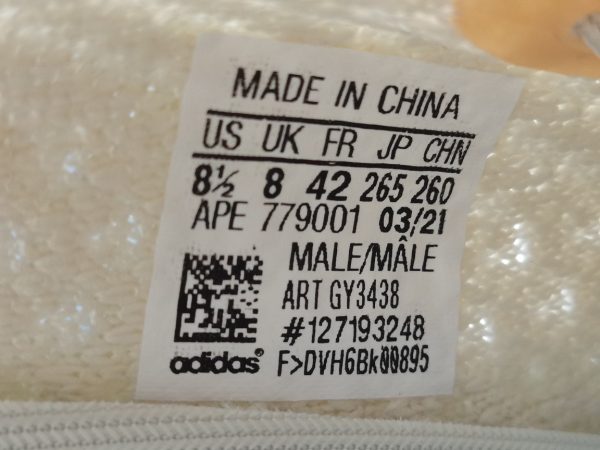 MADE IN CHINA
US UK FR JP CHN
8½ 8 42 265 260
APE 779001 03/21
MALE/MÂLE
ART GY3438
#127193248
adidas® F>DVH6Bk00895